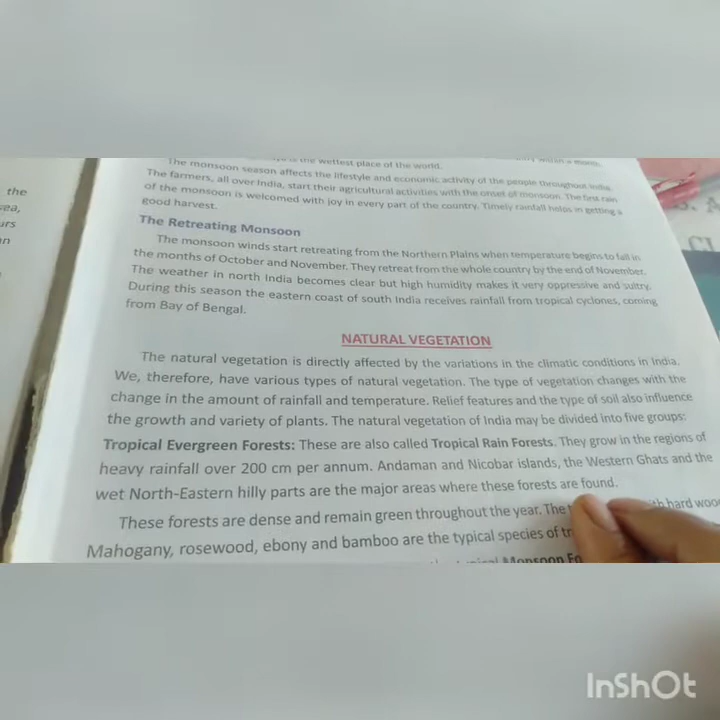 the
sea,
urs
is the wettest place of the world.
The monsoon season affects the lifestyle and economic activity of the people throughout India.
The farmers, all over India, start their agricultural activities with the onset of monsoon. The first rain
of the monsoon is welcomed with joy in every part of the country. Timely rainfall helps in getting a
good harvest.
The Retreating Monsoon
The monsoon winds start retreating from the Northern Plains when temperature begins to fall in
the months of October and November. They retreat from the whole country by the end of November.
The weather in north India becomes clear but high humidity makes it very oppressive and sultry.
During this season the eastern coast of south India receives rainfall from tropical cyclones, coming
from Bay of Bengal.
NATURAL VEGETATION
The natural vegetation is directly affected by the variations in the climatic conditions in India.
We, therefore, have various types of natural vegetation. The type of vegetation changes with the
change in the amount of rainfall and temperature. Relief features and the type of soil also influence
the growth and variety of plants. The natural vegetation of India may be divided into five groups:
Tropical Evergreen Forests: These are also called Tropical Rain Forests. They grow in the regions of
heavy rainfall over 200 cm per annum. Andaman and Nicobar islands, the Western Ghats and the
wet North-Eastern hilly parts are the major areas where these forests are found.
These forests are dense and remain green throughout the year. The with hard
Mahogany, rosewood, ebony and bamboo are the typical species of
Monsoon
InShOt